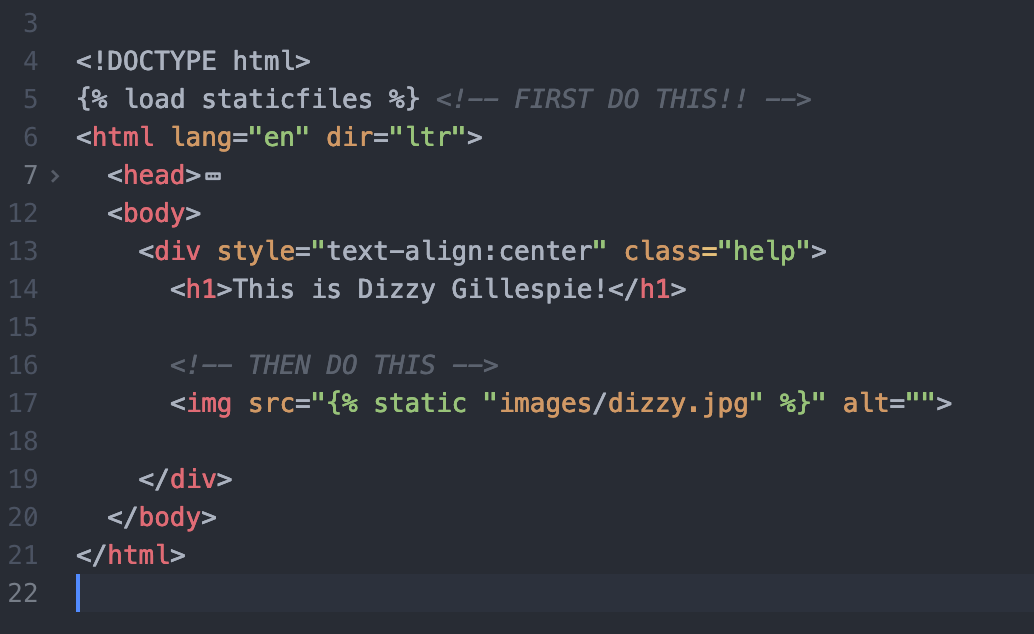 3
4 <!DOCTYPE html>
5 {% load staticfiles %} <!-- FIRST DO THIS!! -->
6 <html lang="en" dir="ltr">
7 <head>
12 <body>
13 <div style="text-align:center" class="help">
14 <h1>This is Dizzy Gillespie!</h1>
15
16 <!-- THEN DO THIS -->
17 <img src="{% static "images/dizzy.jpg" %}" alt="">
18
19 </div>
20 </body>
21 </html>
22